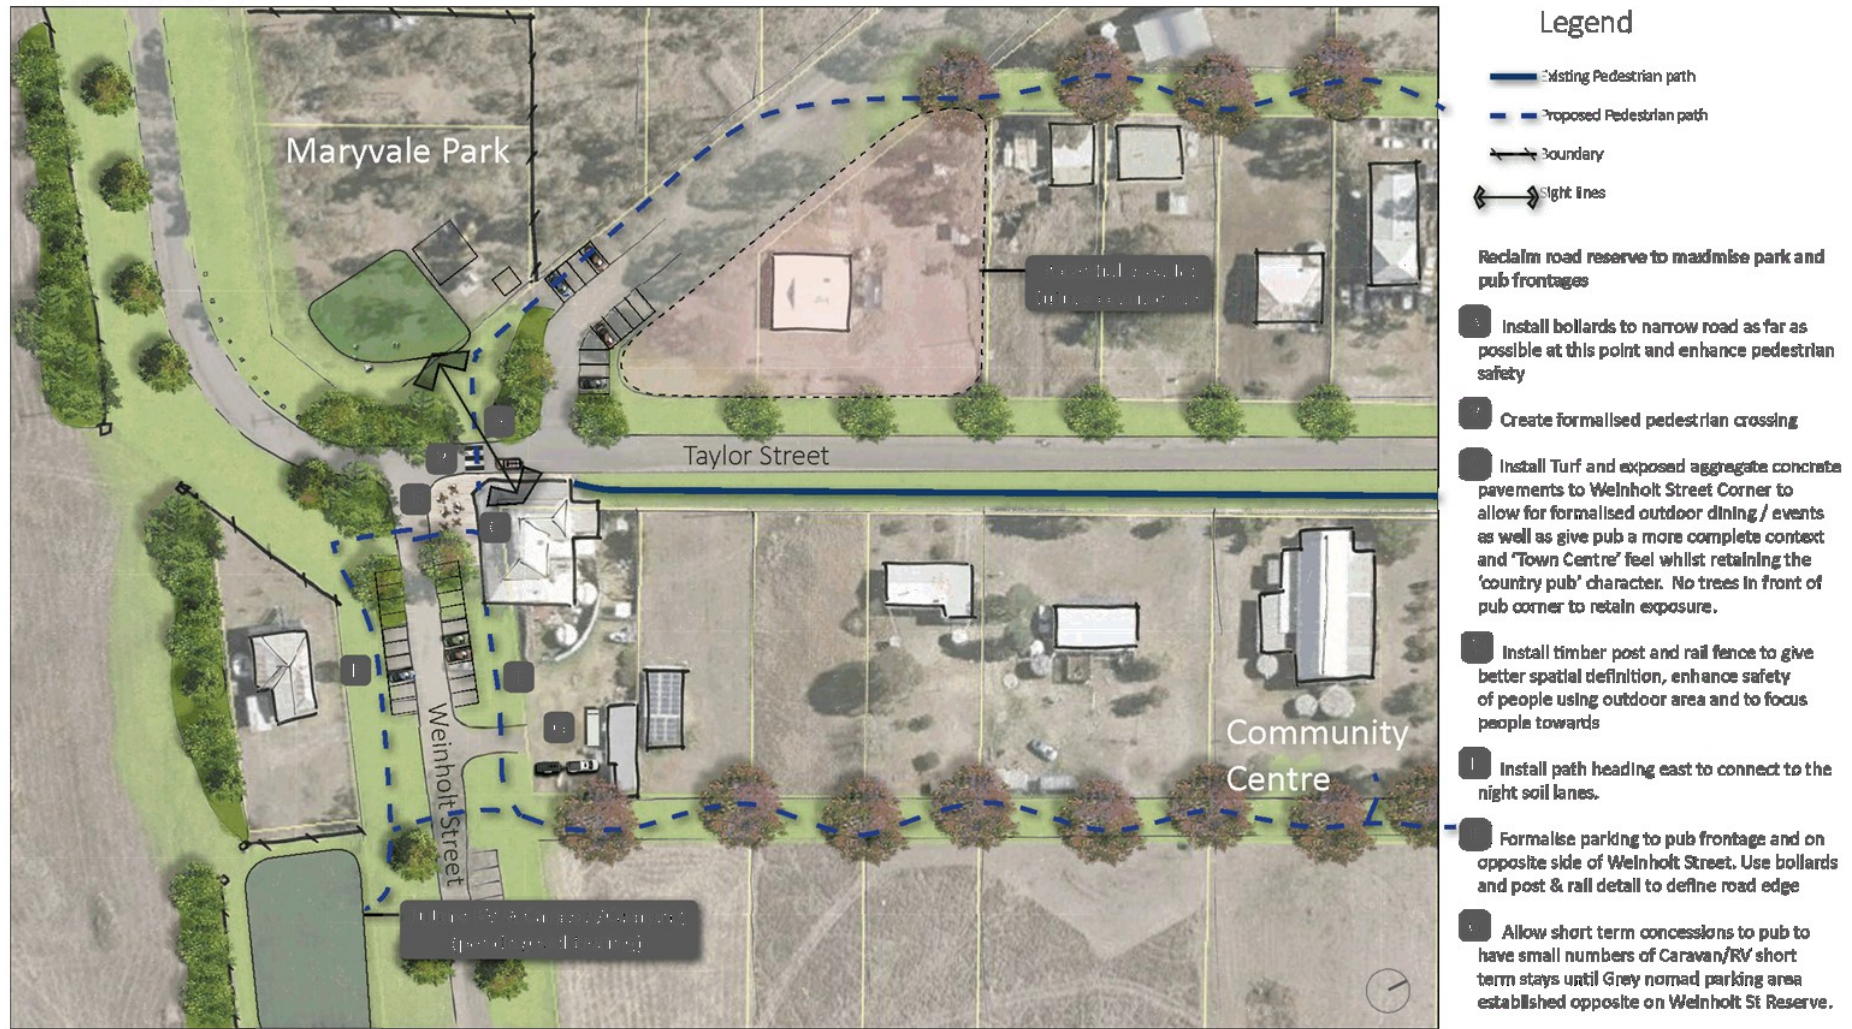 Legend
Existing Pedestrian path
Proposed Pedestrian path
Boundary
Sight lines
Reclaim road reserve to maximise park and
pub frontages
Install bollards to narrow road as far as
possible at this point and enhance pedestrian
safety
Create formalised pedestrian crossing
Install Turf and exposed aggregate concrete
pavements to Weinholt Street Corner to
allow for formalised outdoor dining / events
as well as give pub a more complete context
and 'Town Centre' feel whilst retaining the
'country pub' character. No trees in front of
pub corner to retain exposure.
Install timber post and rail fence to give
better spatial definition, enhance safety
of people using outdoor area and to focus
people towards
Install path heading east to connect to the
night soil lanes.
Formalise parking to pub frontage and on
opposite side of Weinholt Street. Use bollards
and post & rail detail to define road edge
Allow short term concessions to pub to
have small numbers of Caravan/RV short
term stays until Grey nomad parking area
established opposite on Weinholt St Reserve.
Maryvale Park
Taylor Street
Weinholt Street
Community
Centre